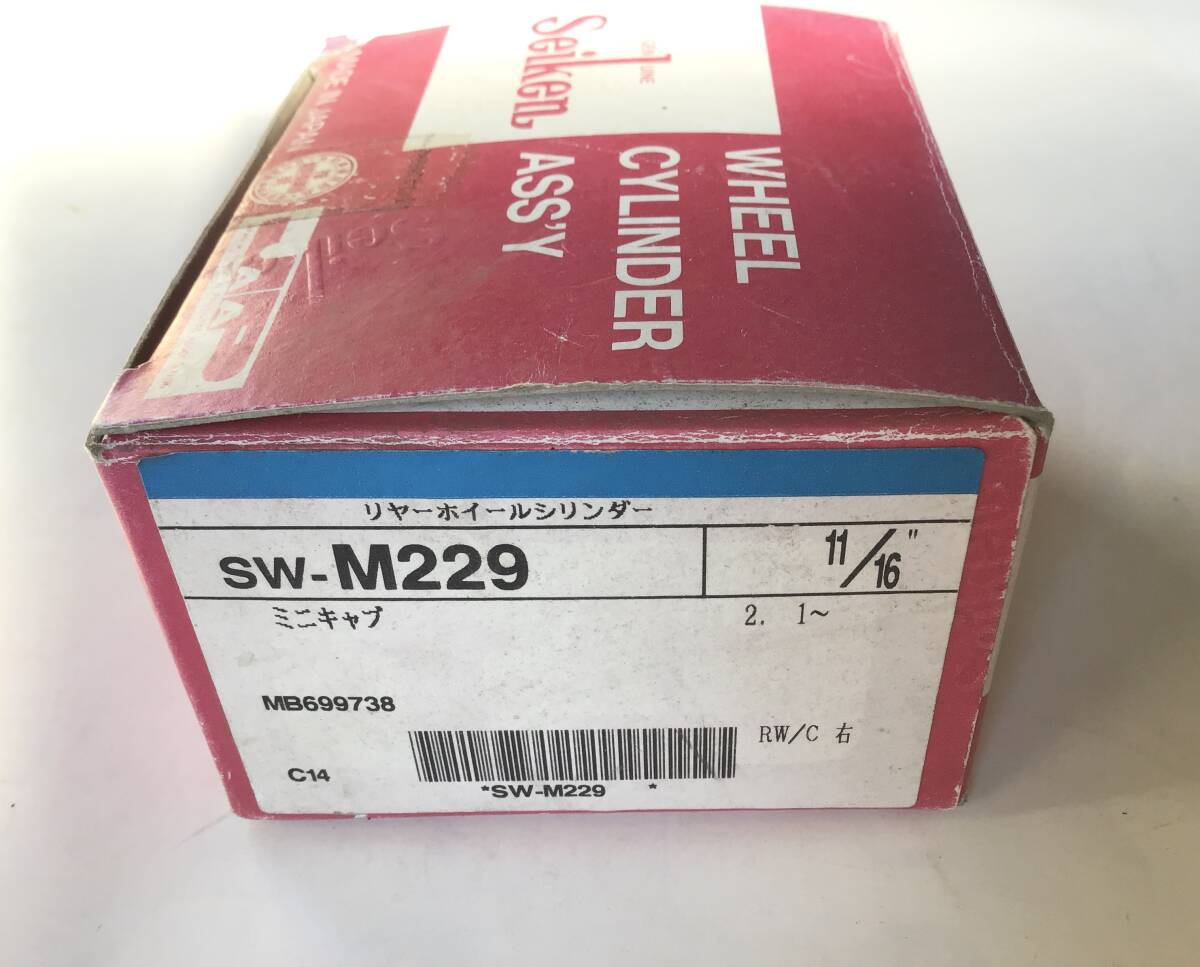 Seiken
WHEEL
CYLINDER
ASS'Y
リヤーホイールシリンダー
SW-M229
11/16"
ミニキャブ
2. 1~
MB699738
RW/C 右
C14
*SW-M229 *